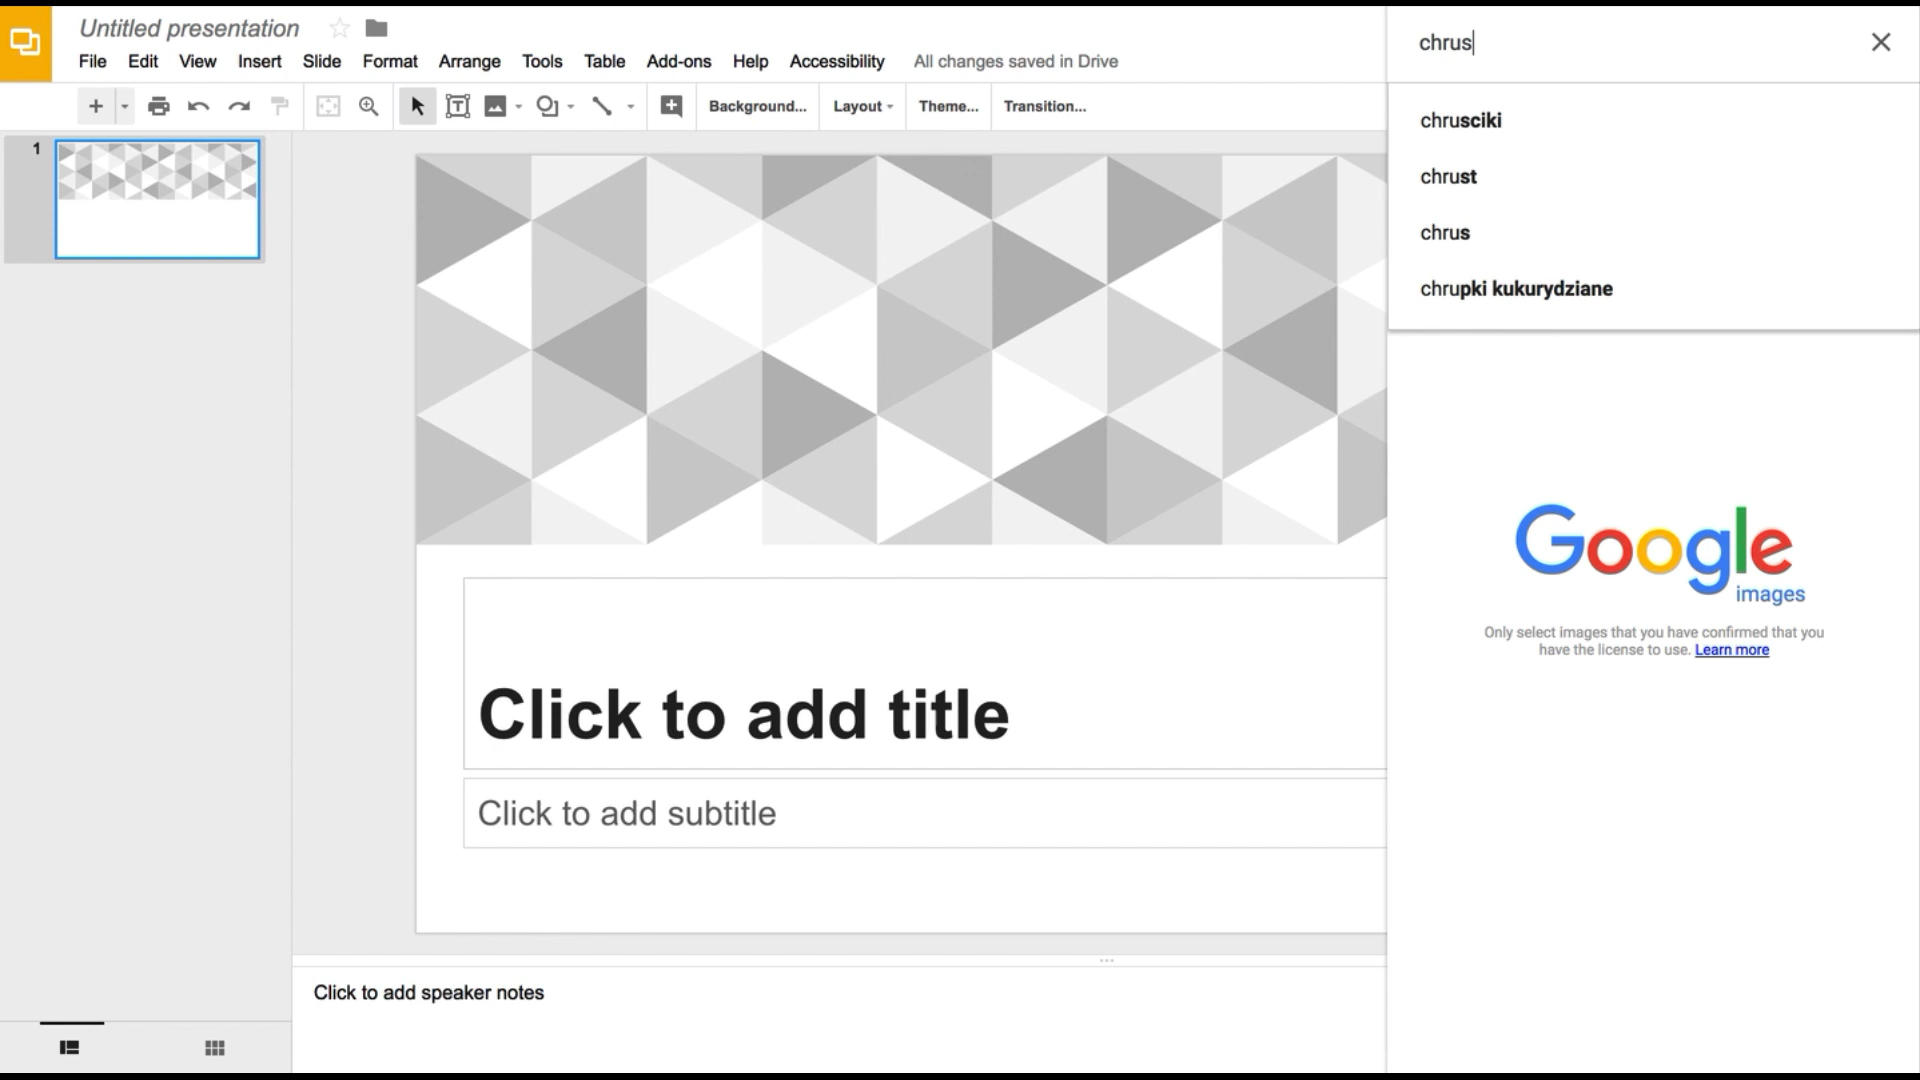 Untitled presentation
File Edit View Insert Slide Format Arrange Tools Table Add-ons Help Accessibility All changes saved in Drive
Background... Layout Theme... Transition...
1
Click to add title
Click to add subtitle
Click to add speaker notes
chrus
chrusciki
chrust
chrus
chrupki kukurydziane
Google
images
Only select images that you have confirmed that you
have the license to use. Learn more